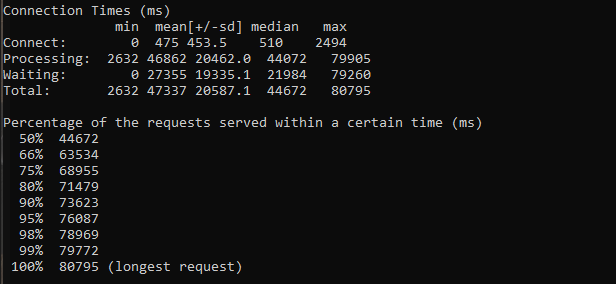 Connection Times (ms)
              min  mean[+/-sd] median   max
Connect:        0  475 453.5    510    2494
Processing:  2632 46862 20462.0  44072   79905
Waiting:        0 27355 19335.1  21984   79260
Total:       2632 47337 20587.1  44672   80795

Percentage of the requests served within a certain time (ms)
  50%  44672
  66%  63534
  75%  68955
  80%  71479
  90%  73623
  95%  76087
  98%  78969
  99%  79772
 100%  80795 (longest request)